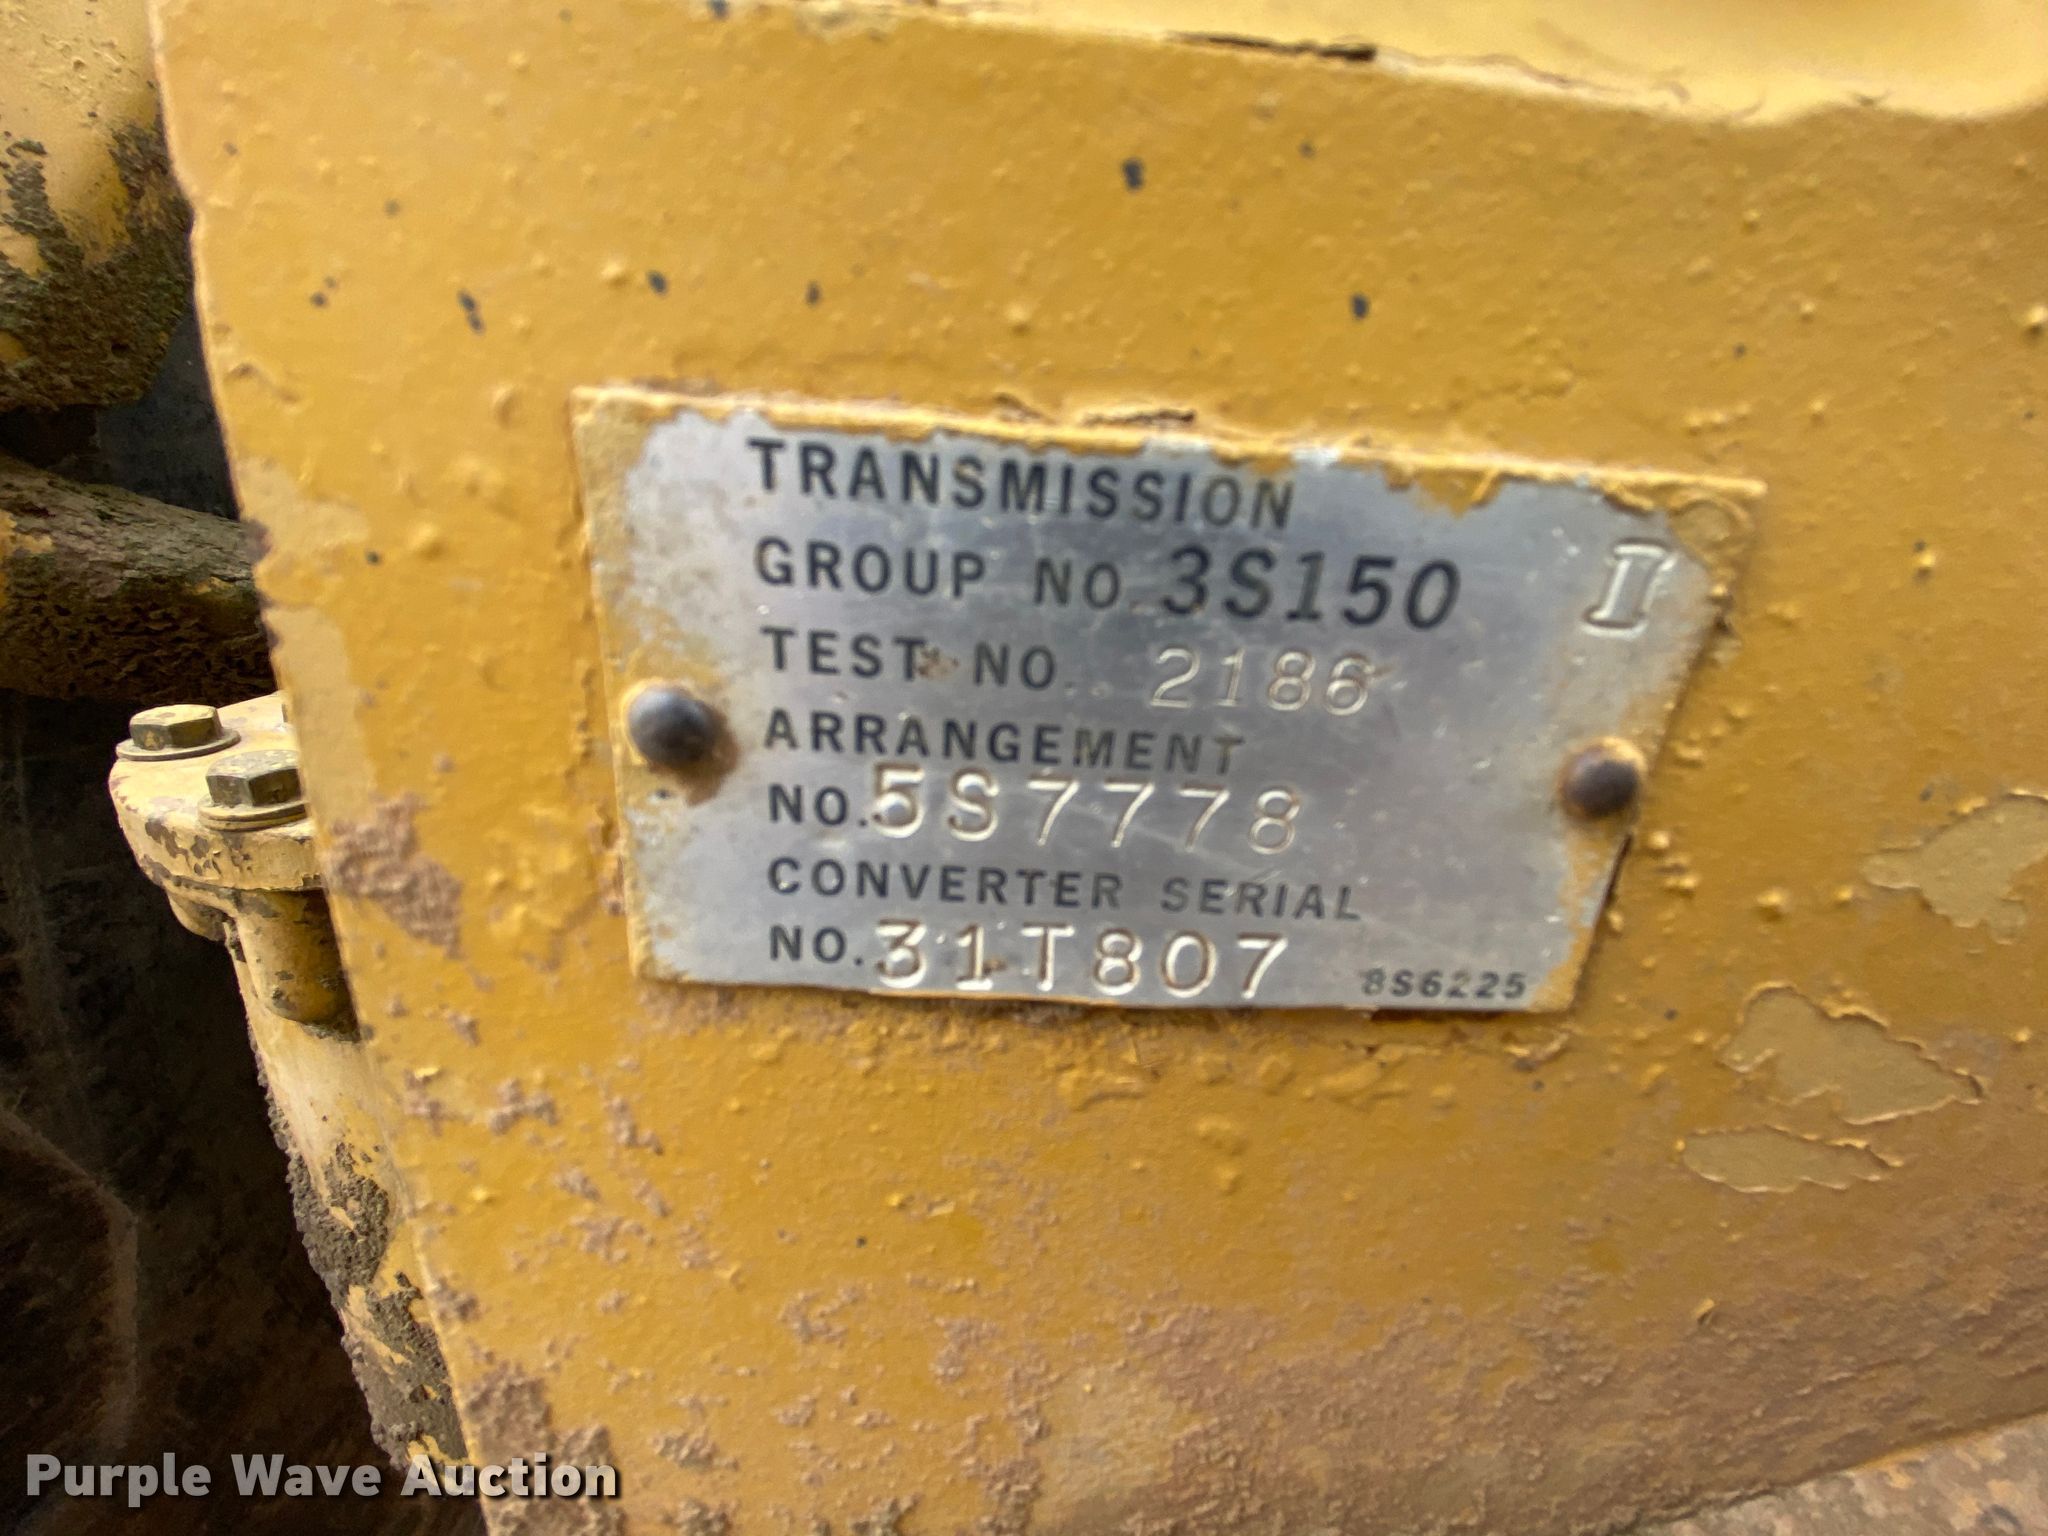 TRANSMISSION
GROUP NO. 3S150 I
TEST NO. 2186
ARRANGEMENT
NO. 5S7778
CONVERTER SERIAL
NO. 31T807 8S6225
Purple Wave Auction